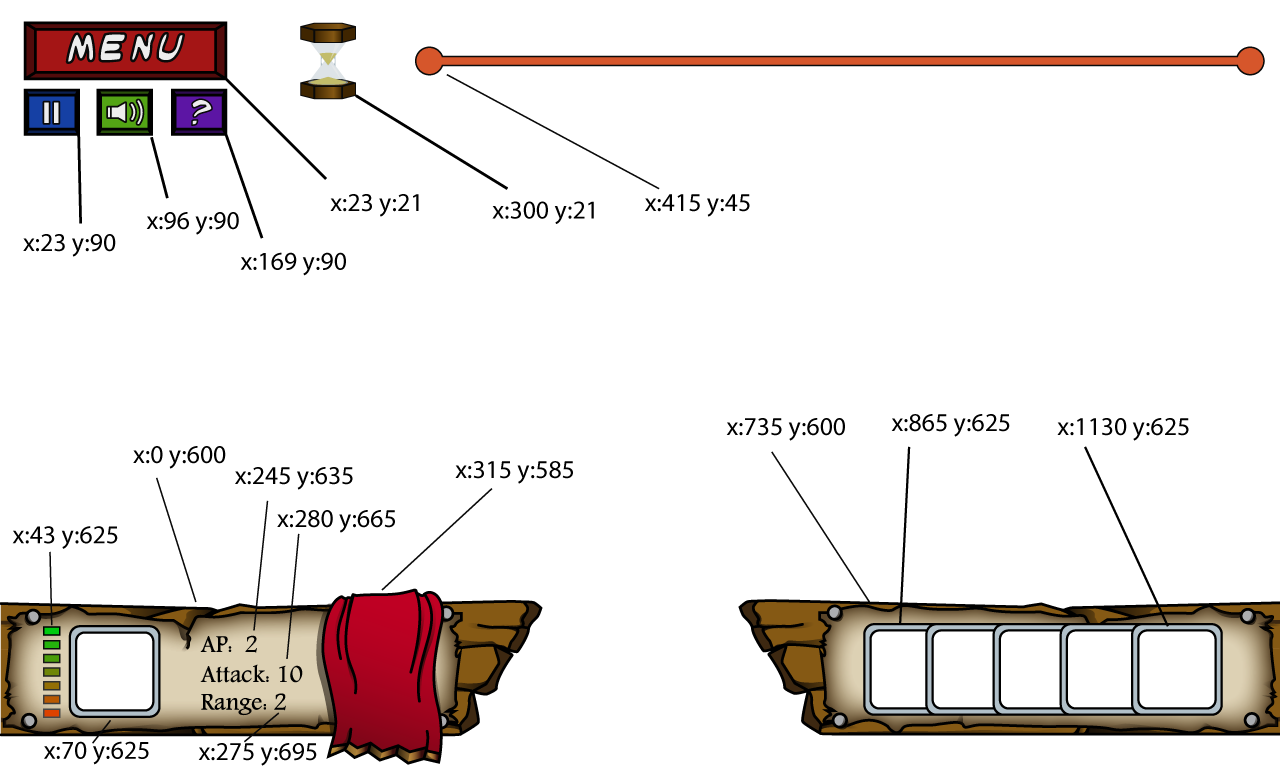 MENU
?
x:23 y:21
x:300 y:21
x:415 y:45
x:96 y:90
x:23 y:90
x:169 y:90
x:735 y:600
x:865 y:625
x:1130 y:625
x:0 y:600
x:245 y:635
x:315 y:585
x:280 y:665
x:43 y:625
AP: 2
Attack: 10
Range: 2
x:70 y:625
x:275 y:695